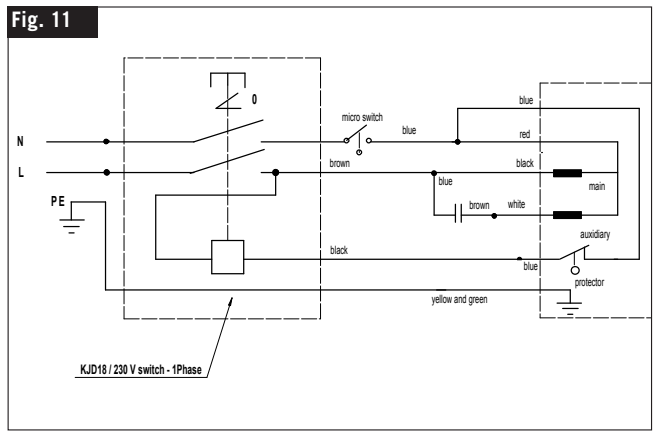 Fig. 11
0
blue
micro switch
blue
red
N
brown
black
L
blue
main
PE
brown
white
auxidiary
black
blue
protector
yellow and green
KJD18 / 230 V switch - 1Phase